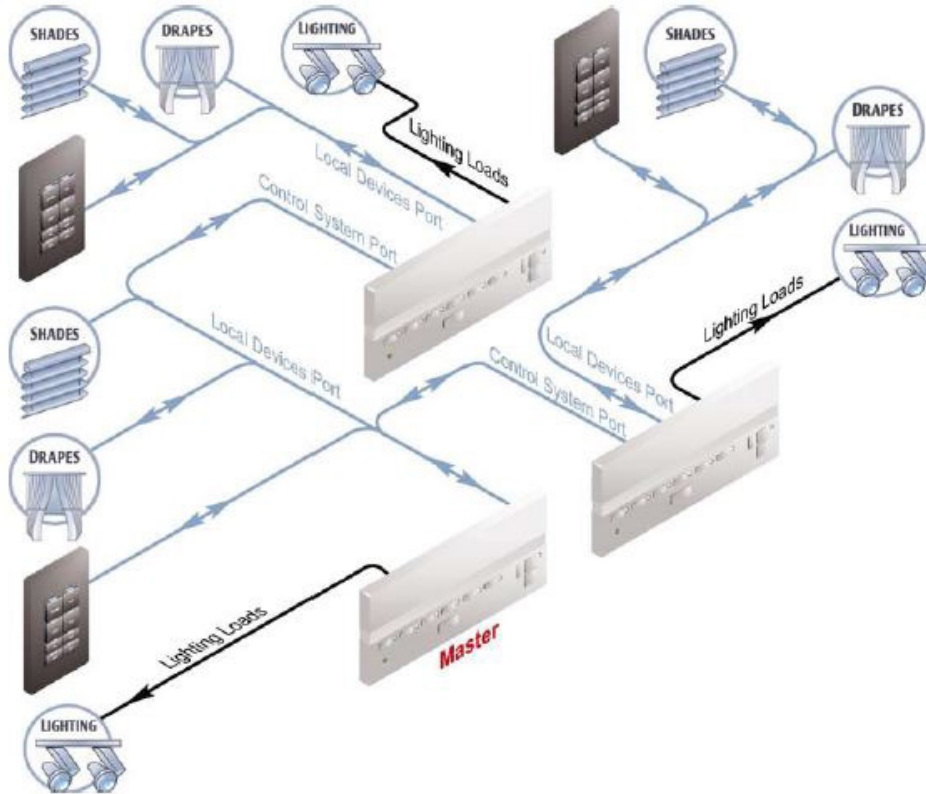 SHADES
DRAPES
LIGHTING
SHADES
DRAPES
LIGHTING
Lighting Loads
Local Devices Port
Control System Port
Lighting Loads
Local Devices Port
Control System Port
SHADES
Local Devices Port
DRAPES
Lighting Loads
Master
LIGHTING